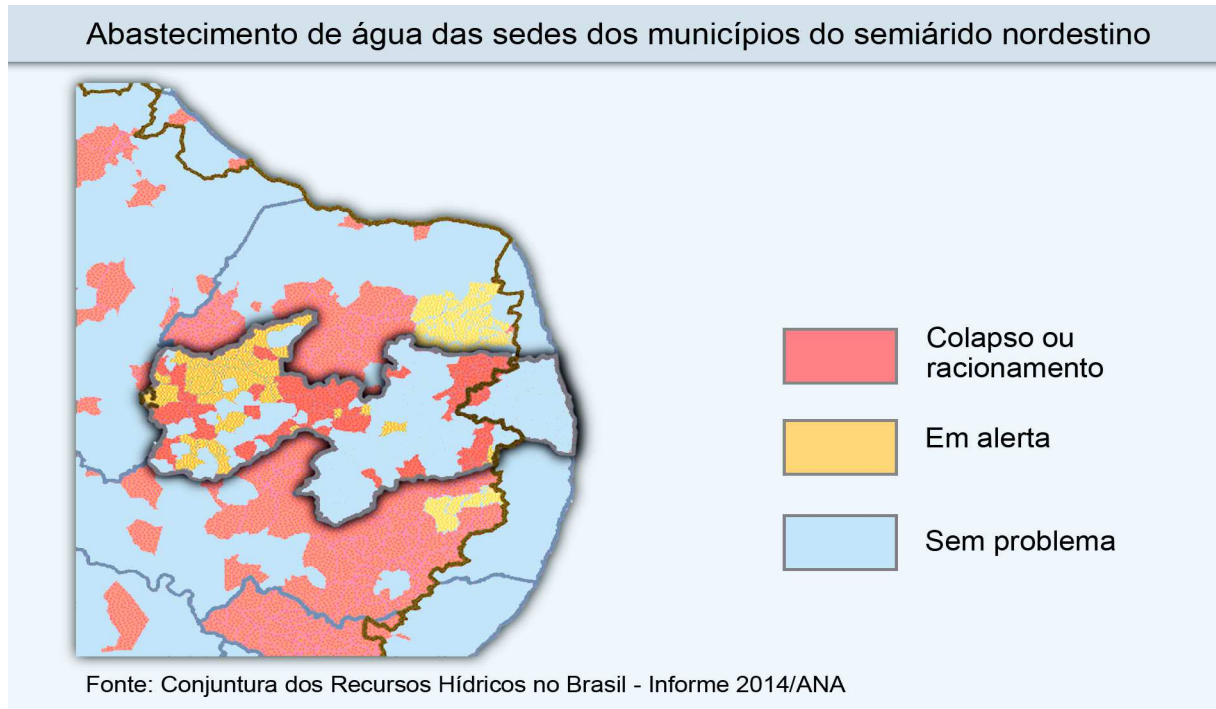 Abastecimento de água das sedes dos municípios do semiárido nordestino
Colapso ou
racionamento
Em alerta
Sem problema
Fonte: Conjuntura dos Recursos Hídricos no Brasil - Informe 2014/ANA